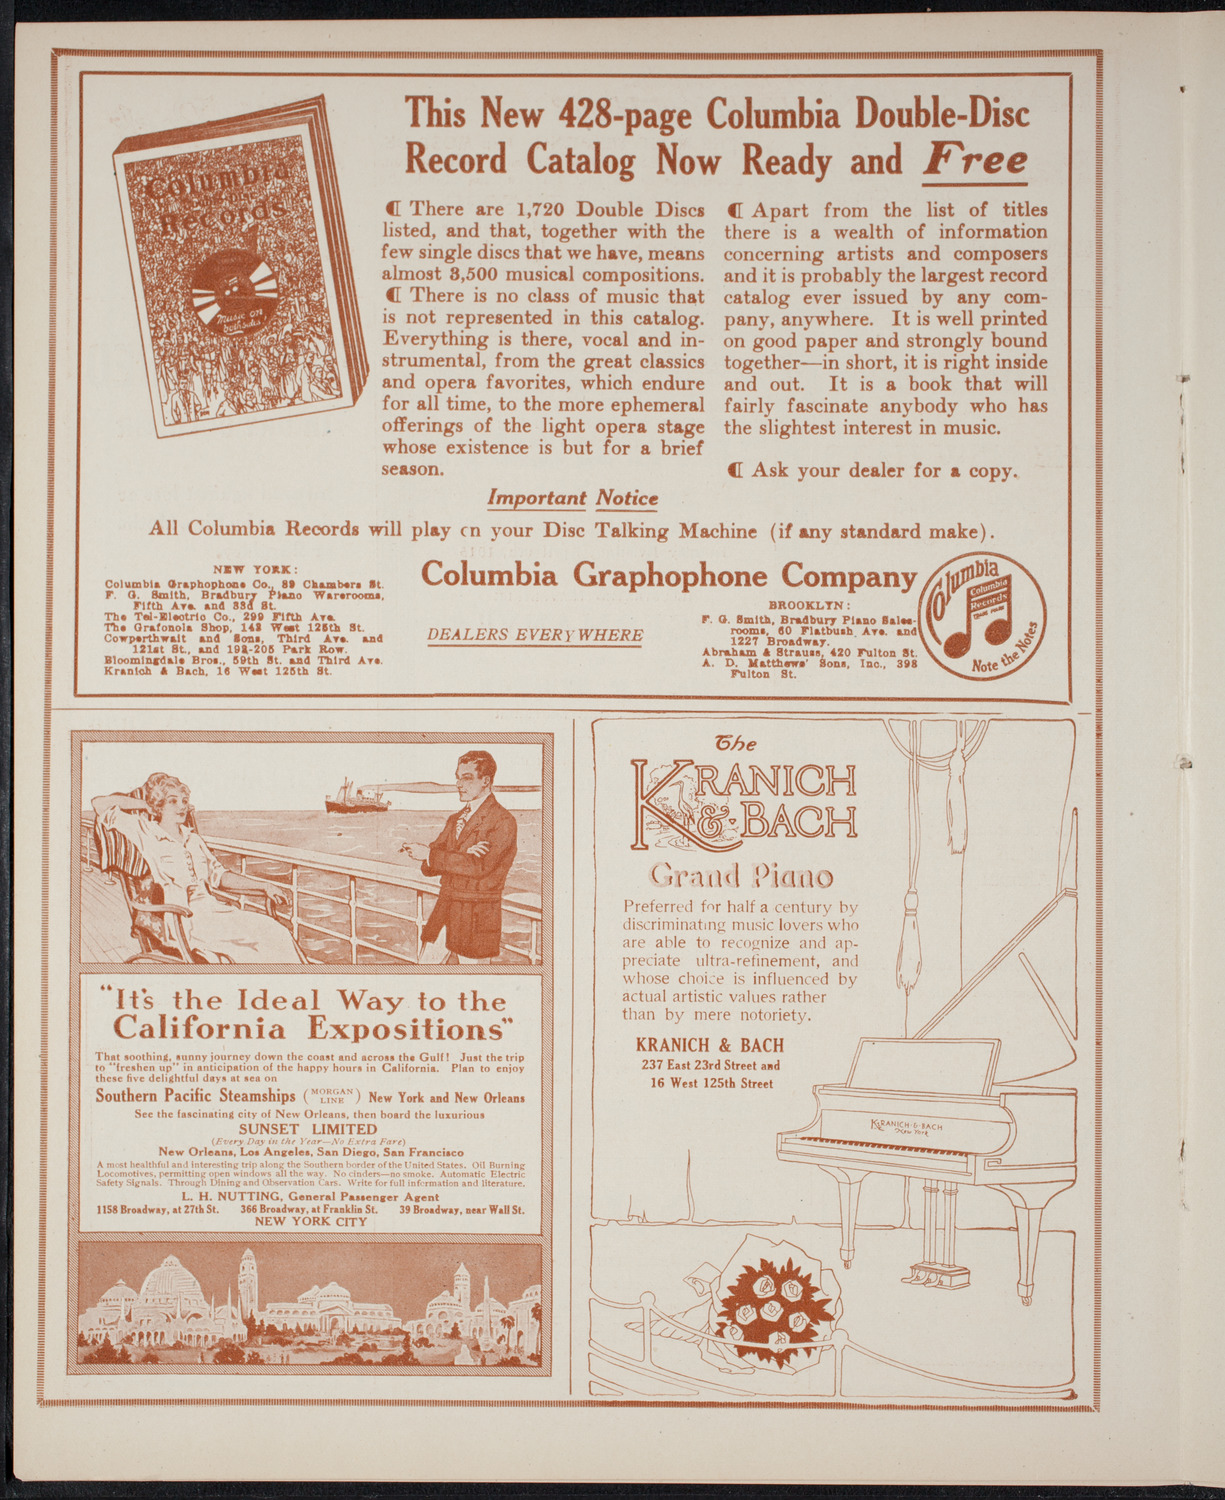 Columbia
Records
Music on
both sides
This New 428-page Columbia Double-Disc
Record Catalog Now Ready and Free
¶ There are 1,720 Double Discs
listed, and that, together with the
few single discs that we have, means
almost 3,500 musical compositions.
¶ There is no class of music that
is not represented in this catalog.
Everything is there, vocal and in-
strumental, from the great classics
and opera favorites, which endure
for all time, to the more ephemeral
offerings of the light opera stage
whose existence is but for a brief
season.
¶ Apart from the list of titles
there is a wealth of information
concerning artists and composers
and it is probably the largest record
catalog ever issued by any com-
pany, anywhere. It is well printed
on good paper and strongly bound
together—in short, it is right inside
and out. It is a book that will
fairly fascinate anybody who has
the slightest interest in music.
¶ Ask your dealer for a copy.
Important Notice
All Columbia Records will play on your Disc Talking Machine (if any standard make).
NEW YORK:
Columbia Graphophone Co., 89 Chambers St.
F. G. Smith, Bradbury Piano Warerooms,
Fifth Ave. and 33d St.
The Tel-Electric Co., 299 Fifth Ave.
The Grafonola Shop, 143 West 125th St.
Cowperthwait and Sons, Third Ave. and
121st St., and 193-205 Park Row.
Bloomingdale Bros., 59th St. and Third Ave.
Kranich & Bach, 16 West 125th St.
Columbia Graphophone Company
DEALERS EVERYWHERE
BROOKLYN:
F. G. Smith, Bradbury Piano Sales-
rooms, 60 Flatbush Ave. and
1227 Broadway.
Abraham & Strauss, 420 Fulton St.
A. D. Matthews' Sons, Inc., 398
Fulton St.
Columbia
Columbia
Records
Note the Notes
"It's the Ideal Way to the
California Expositions"
That soothing, sunny journey down the coast and across the Gulf! Just the trip
to "freshen up" in anticipation of the happy hours in California. Plan to enjoy
these five delightful days at sea on
Southern Pacific Steamships (MORGAN LINE) New York and New Orleans
See the fascinating city of New Orleans, then board the luxurious
SUNSET LIMITED
(Every Day in the Year—No Extra Fare)
New Orleans, Los Angeles, San Diego, San Francisco
A most healthful and interesting trip along the Southern border of the United States. Oil Burning
Locomotives, permitting open windows all the way. No cinders—no smoke. Automatic Electric
Safety Signals. Through Dining and Observation Cars. Write for full information and literature.
L. H. NUTTING, General Passenger Agent
1158 Broadway, at 27th St. 366 Broadway, at Franklin St. 39 Broadway, near Wall St.
NEW YORK CITY
The
KRANICH
& BACH
Grand Piano
Preferred for half a century by
discriminating music lovers who
are able to recognize and ap-
preciate ultra-refinement, and
whose choice is influenced by
actual artistic values rather
than by mere notoriety.
KRANICH & BACH
237 East 23rd Street and
16 West 125th Street
KRANICH & BACH
New York